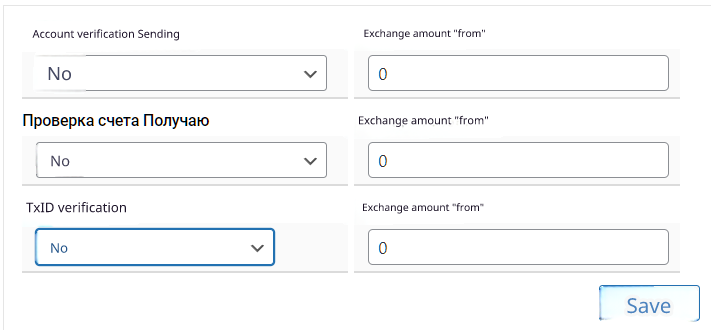 Account verification Sending
Exchange amount "from"
No
0
Проверка счета Получаю
Exchange amount "from"
No
0
TxID verification
Exchange amount "from"
No
0
Save